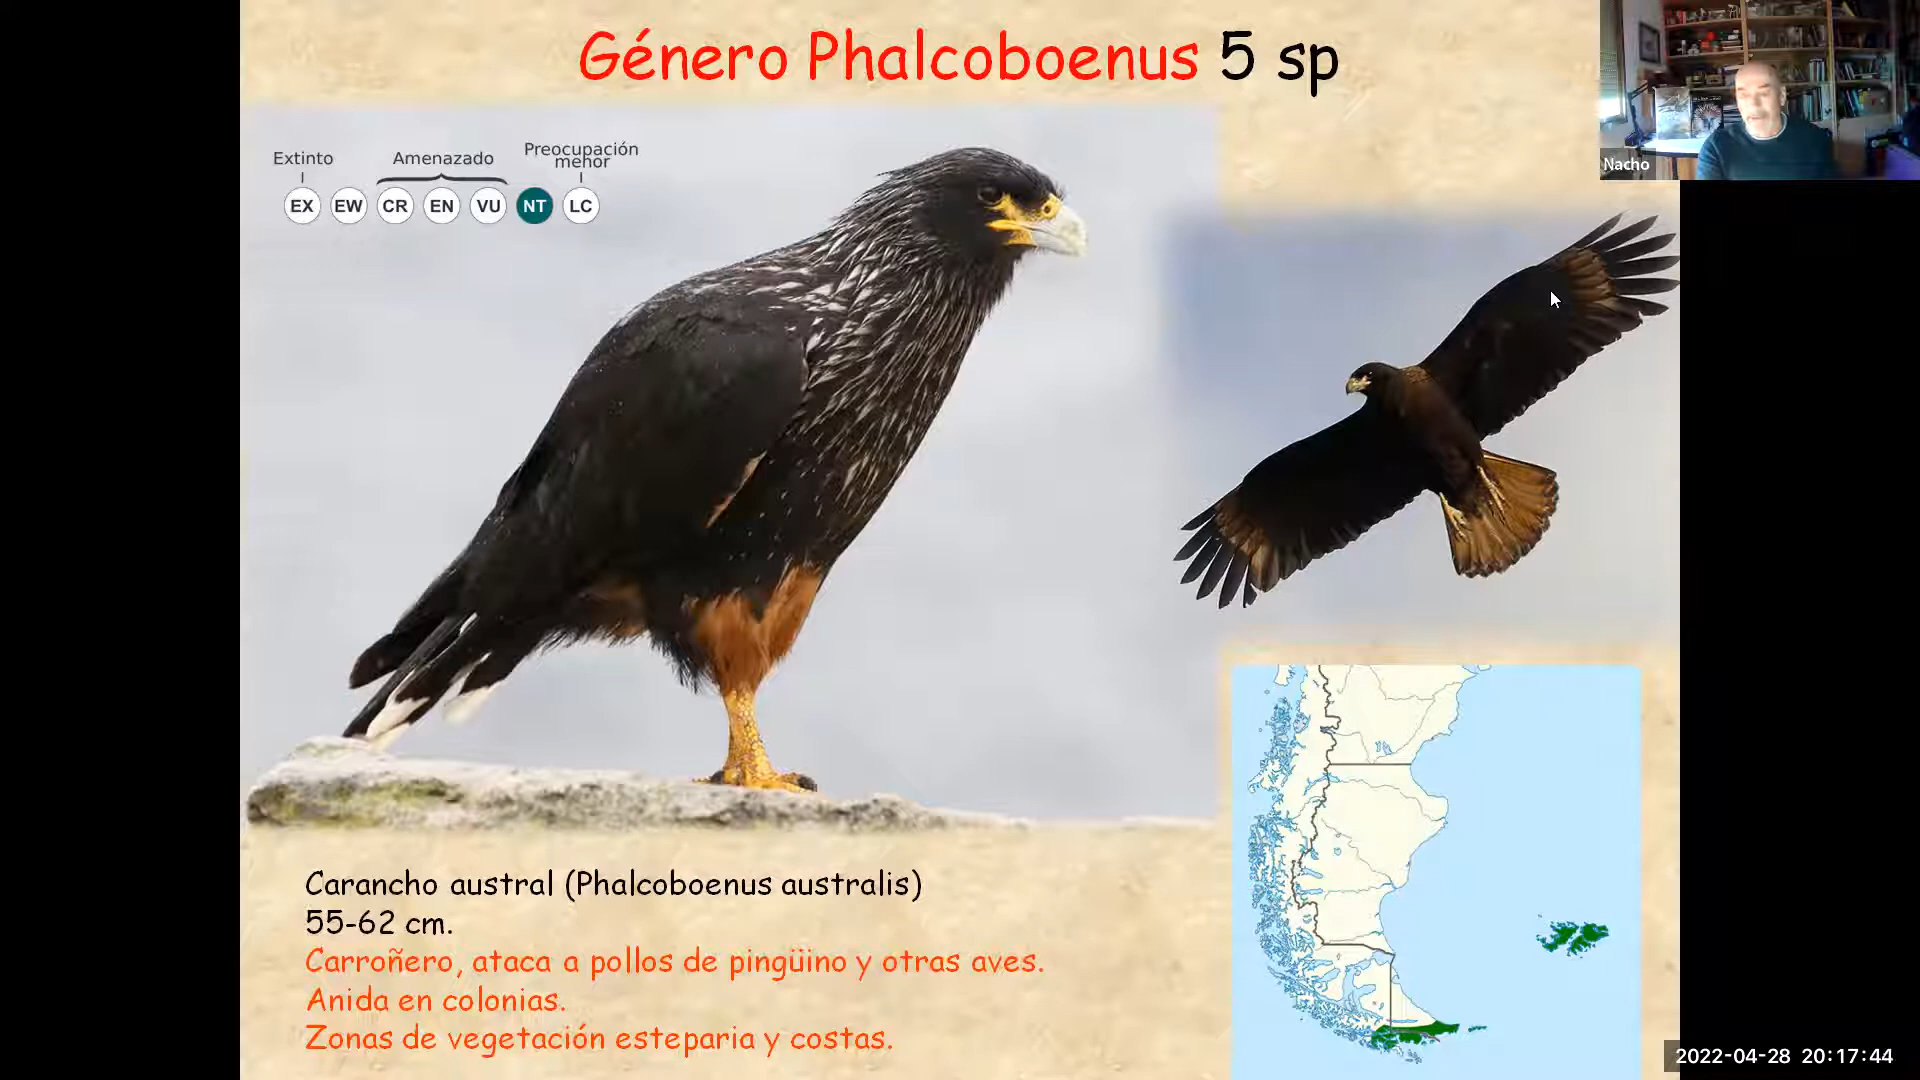 Género Phalcoboenus 5 sp
Nacho
Extinto
Amenazado
Preocupación
menor
EX EW CR EN VU NT LC
Carancho austral (Phalcoboenus australis)
55-62 cm.
Carroñero, ataca a pollos de pingüino y otras aves.
Anida en colonias.
Zonas de vegetación esteparia y costas.
2022-04-28 20:17:44